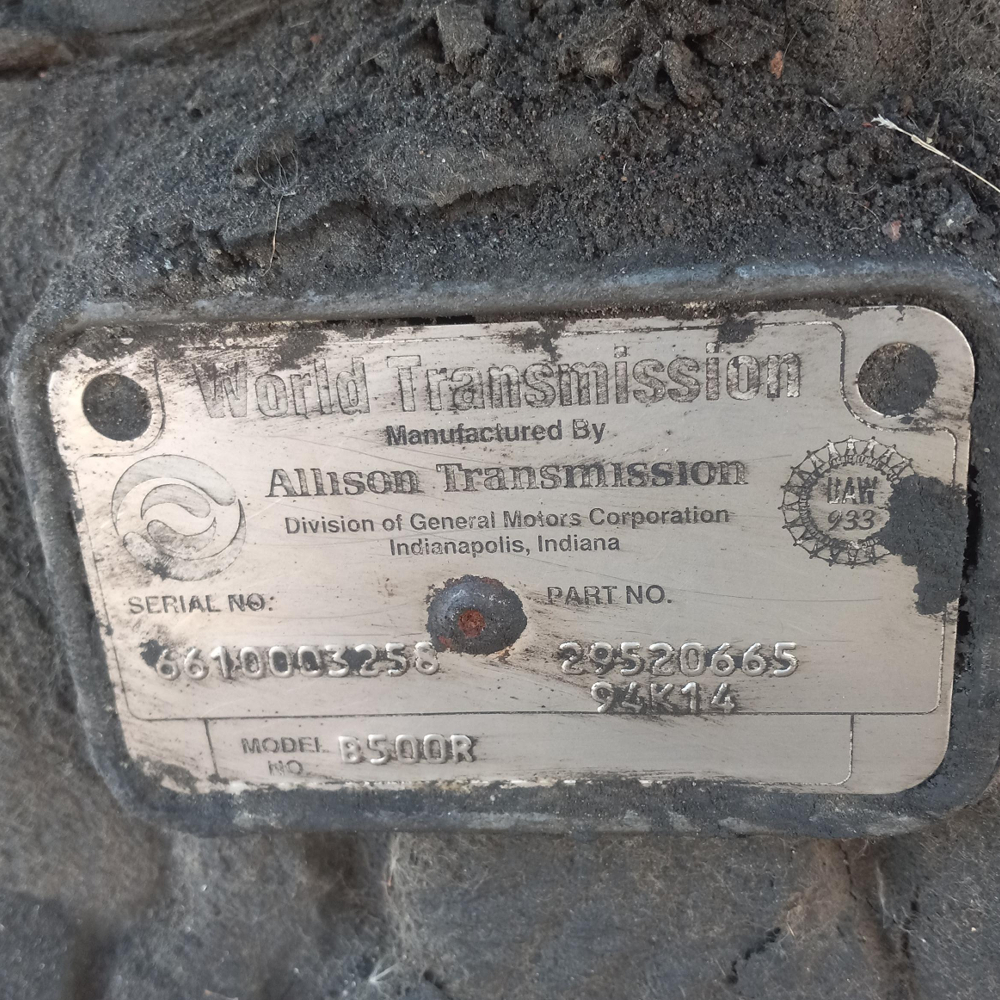 World Transmission
Manufactured By
Allison Transmission
Division of General Motors Corporation
Indianapolis, Indiana
UAW
933
SERIAL NO: PART NO.
6610003258 29520665
94K14
MODEL NO. B500R